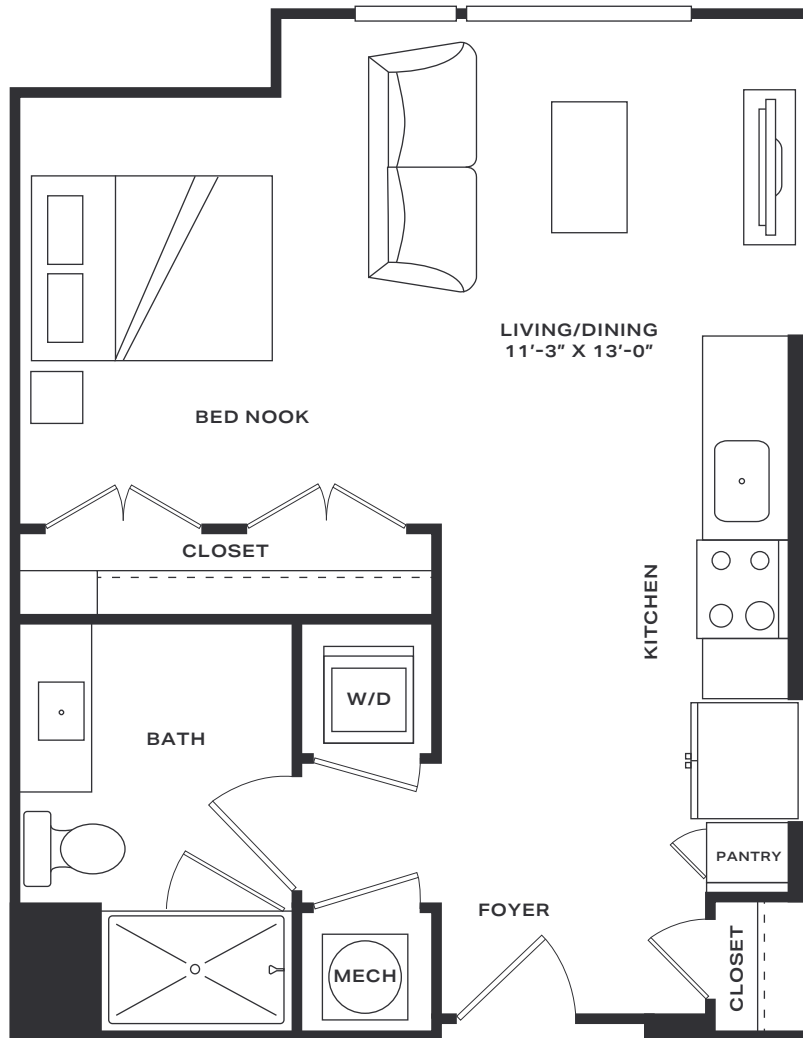 LIVING/DINING
11′-3″ X 13′-0″
BED NOOK
CLOSET
KITCHEN
W/D
BATH
PANTRY
FOYER
CLOSET
MECH